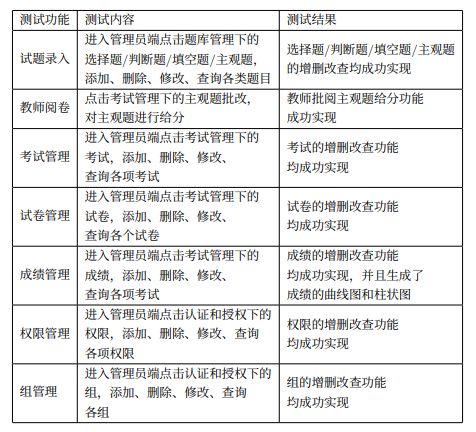 测试功能 测试内容 测试结果
进入管理员端点击题库管理下的
试题录入 选择题/判断题/填空题/主观题， 选择题/判断题/填空题/主观题
添加、删除、修改、查询各类题目 的增删改查均成功实现
教师阅卷 点击考试管理下的主观题批改， 教师批阅主观题给分功能
对主观题进行给分 成功实现
进入管理员端点击考试管理下的 考试的增删改查功能
考试管理 考试，添加、删除、修改、 均成功实现
查询各项考试
进入管理员端点击考试管理下的 试卷的增删改查功能
试卷管理 试卷，添加、删除、修改、 均成功实现
查询各个试卷
进入管理员端点击考试管理下的 成绩的增删改查功能
成绩管理 成绩，添加、删除、修改、 均成功实现，并且生成了
查询各项考试 成绩的曲线图和柱状图
进入管理员端点击认证和授权下的 权限的增删改查功能
权限管理 权限，添加、删除、修改、查询 均成功实现
各项权限
进入管理员端点击认证和授权下的 组的增删改查功能
组管理 组，添加、删除、修改、查询 均成功实现
各组